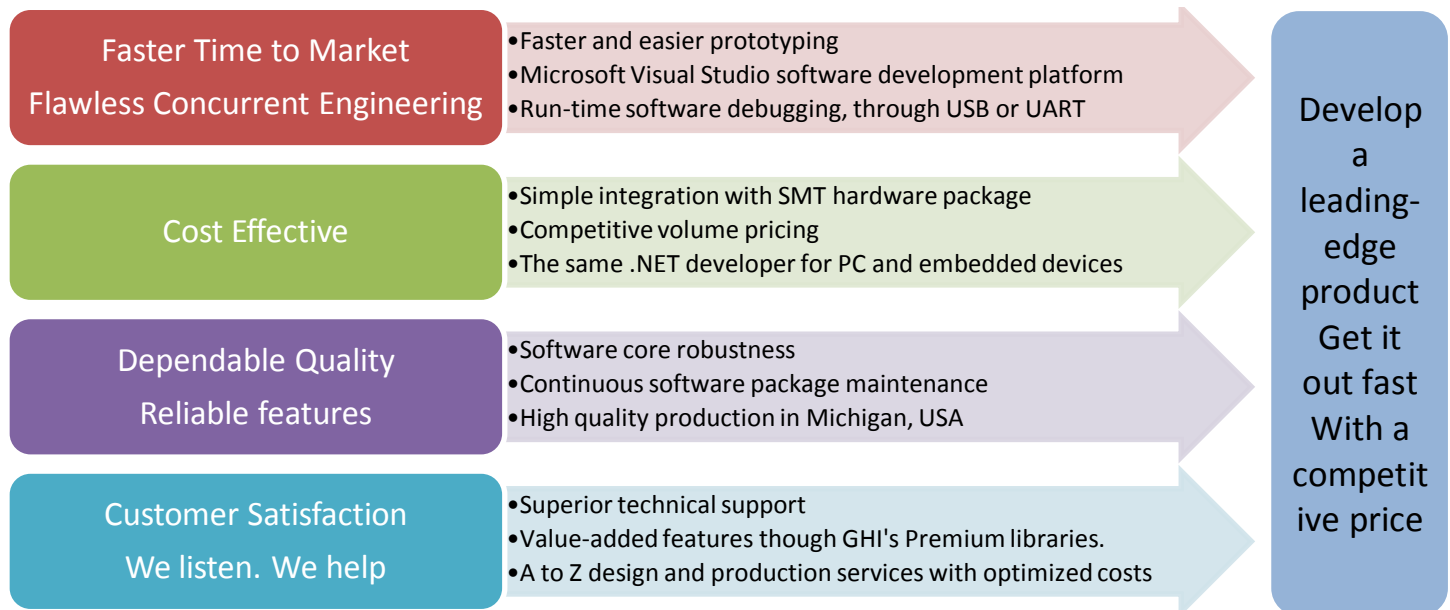 Faster Time to Market
Flawless Concurrent Engineering
•Faster and easier prototyping
•Microsoft Visual Studio software development platform
•Run-time software debugging, through USB or UART
Cost Effective
•Simple integration with SMT hardware package
•Competitive volume pricing
•The same .NET developer for PC and embedded devices
Dependable Quality
Reliable features
•Software core robustness
•Continuous software package maintenance
•High quality production in Michigan, USA
Customer Satisfaction
We listen. We help
•Superior technical support
•Value-added features though GHI's Premium libraries.
•A to Z design and production services with optimized costs
Develop
a
leading-
edge
product
Get it
out fast
With a
competit
ive price